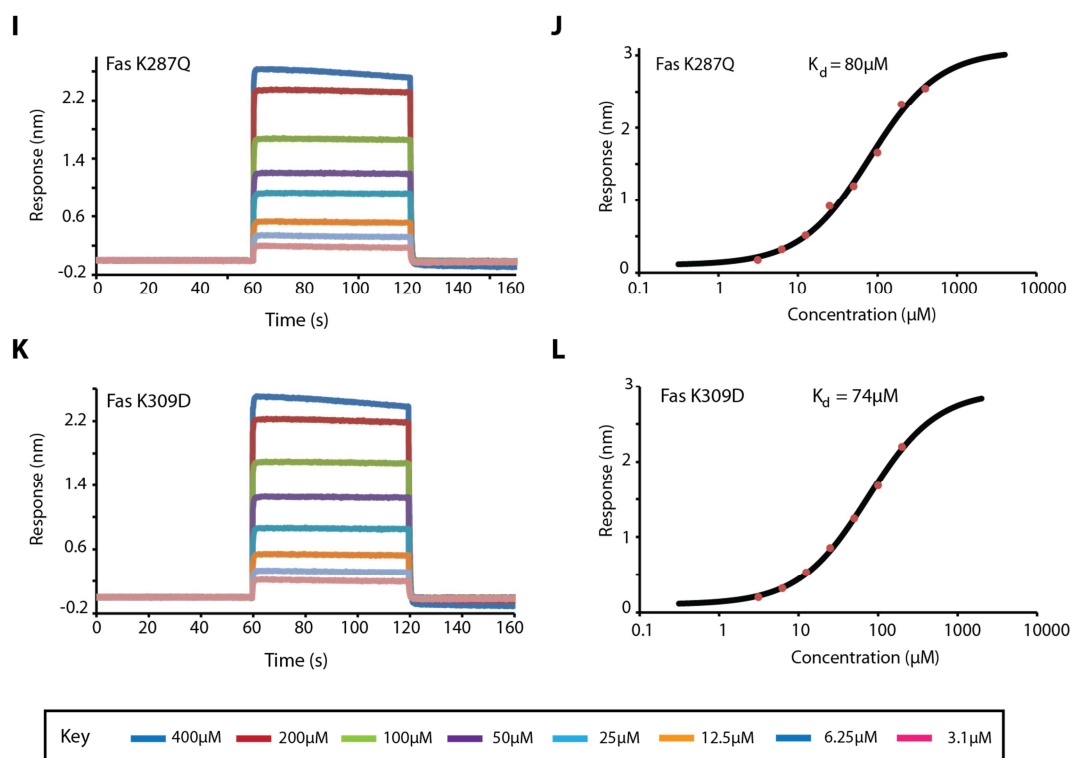 I
Fas K287Q
Response (nm)
2.2
1.4
0.6
-0.2
0 20 40 60 80 100 120 140 160
Time (s)
J
Fas K287Q
K_d = 80µM
Response (nm)
3
2
1
0
0.1 1 10 100 1000 10000
Concentration (µM)
K
Fas K309D
Response (nm)
2.2
1.4
0.6
-0.2
0 20 40 60 80 100 120 140 160
Time (s)
L
Fas K309D
K_d = 74µM
Response (nm)
3
2
1
0
0.1 1 10 100 1000 10000
Concentration (µM)
Key 400µM 200µM 100µM 50µM 25µM 12.5µM 6.25µM 3.1µM